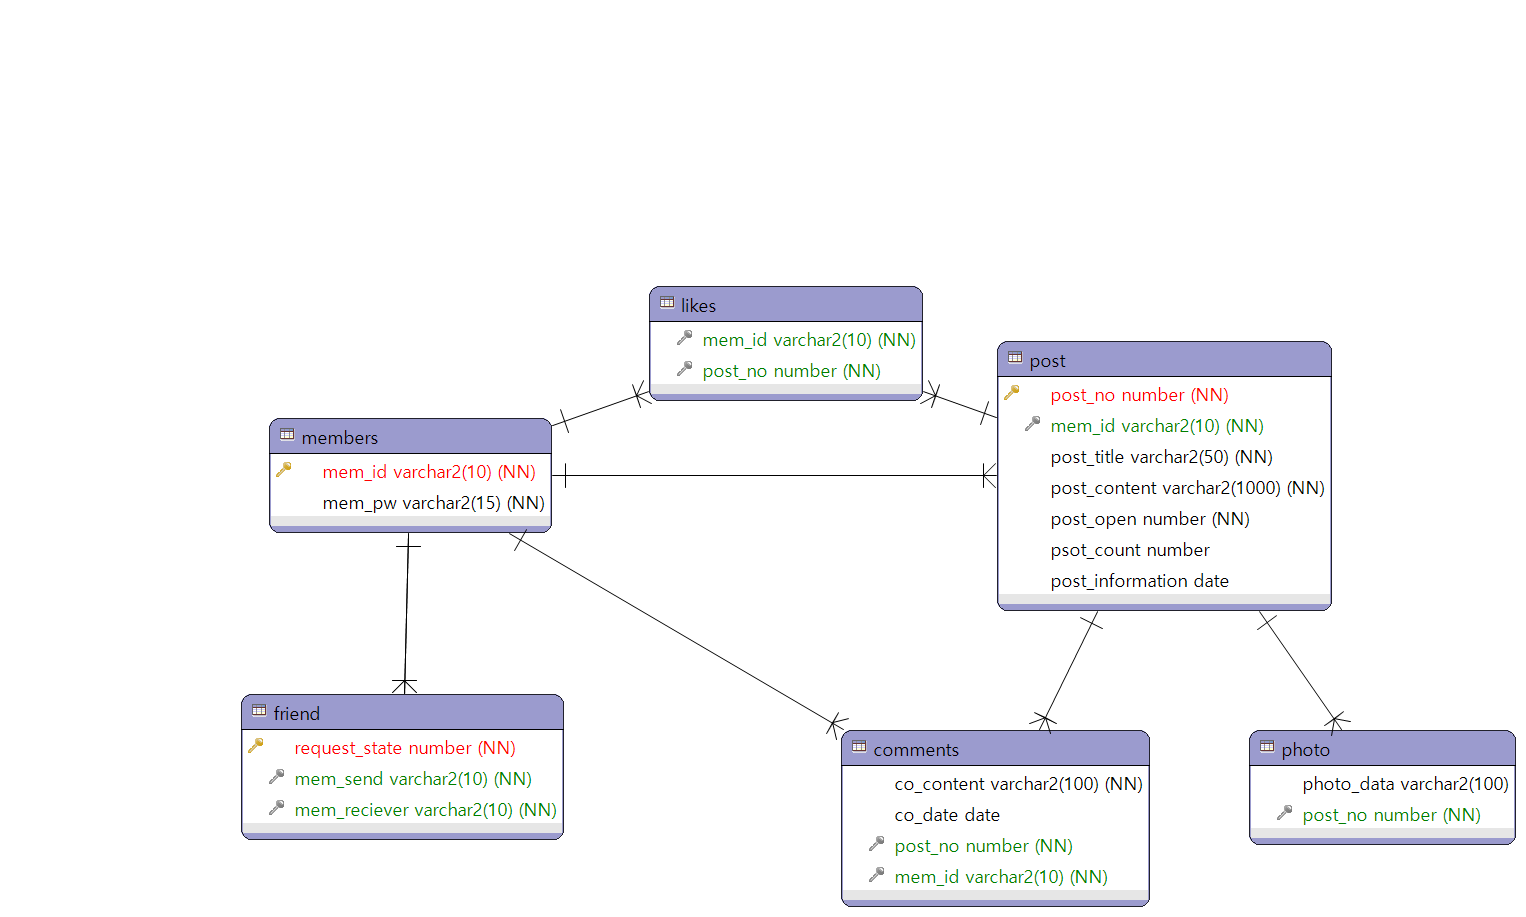 likes
mem_id varchar2(10) (NN)
post_no number (NN)
post
post_no number (NN)
mem_id varchar2(10) (NN)
post_title varchar2(50) (NN)
post_content varchar2(1000) (NN)
post_open number (NN)
psot_count number
post_information date
members
mem_id varchar2(10) (NN)
mem_pw varchar2(15) (NN)
friend
request_state number (NN)
mem_send varchar2(10) (NN)
mem_reciever varchar2(10) (NN)
comments
co_content varchar2(100) (NN)
co_date date
post_no number (NN)
mem_id varchar2(10) (NN)
photo
photo_data varchar2(100)
post_no number (NN)